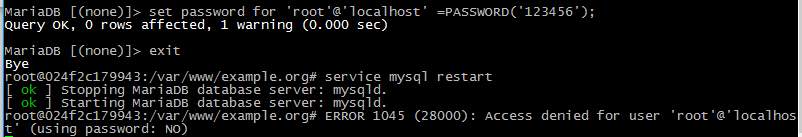 MariaDB [(none)]> set password for 'root'@'localhost' =PASSWORD('123456');
Query OK, 0 rows affected, 1 warning (0.000 sec)
MariaDB [(none)]> exit
Bye
root@024f2c179943:/var/www/example.org# service mysql restart
[ ok ] Stopping MariaDB database server: mysqld.
[ ok ] Starting MariaDB database server: mysqld.
root@024f2c179943:/var/www/example.org# ERROR 1045 (28000): Access denied for user 'root'@'localhos
t' (using password: NO)